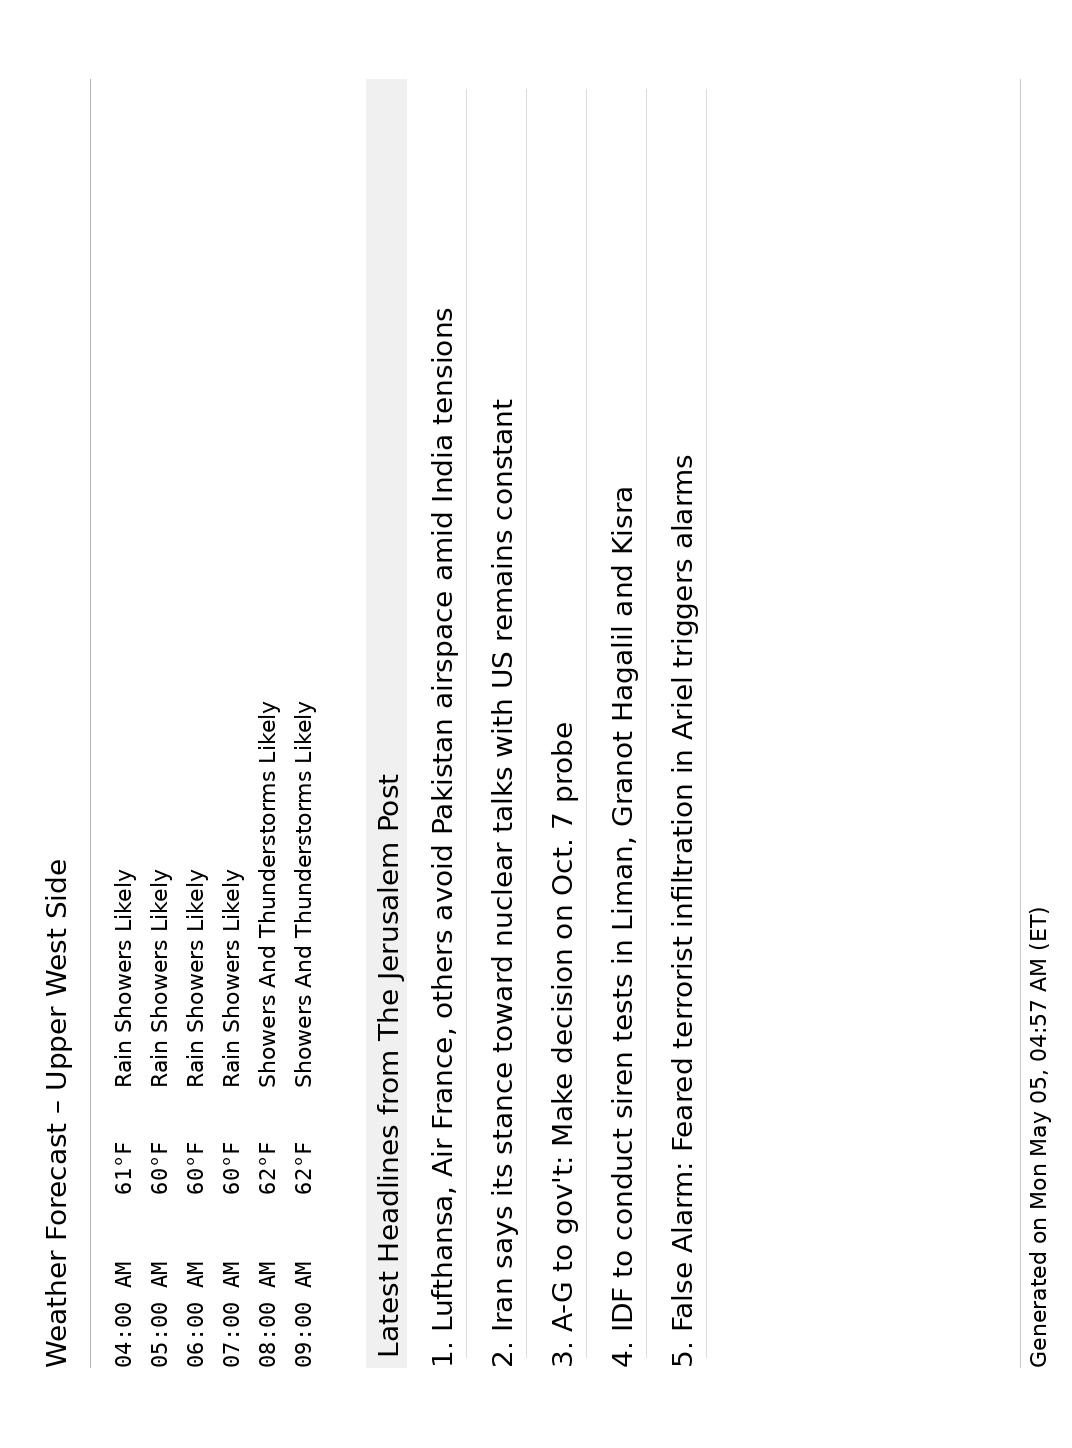 Weather Forecast – Upper West Side
04:00 AM 61°F Rain Showers Likely
05:00 AM 60°F Rain Showers Likely
06:00 AM 60°F Rain Showers Likely
07:00 AM 60°F Rain Showers Likely
08:00 AM 62°F Showers And Thunderstorms Likely
09:00 AM 62°F Showers And Thunderstorms Likely
Latest Headlines from The Jerusalem Post
1. Lufthansa, Air France, others avoid Pakistan airspace amid India tensions
2. Iran says its stance toward nuclear talks with US remains constant
3. A-G to gov't: Make decision on Oct. 7 probe
4. IDF to conduct siren tests in Liman, Granot Hagalil and Kisra
5. False Alarm: Feared terrorist infiltration in Ariel triggers alarms
Generated on Mon May 05, 04:57 AM (ET)